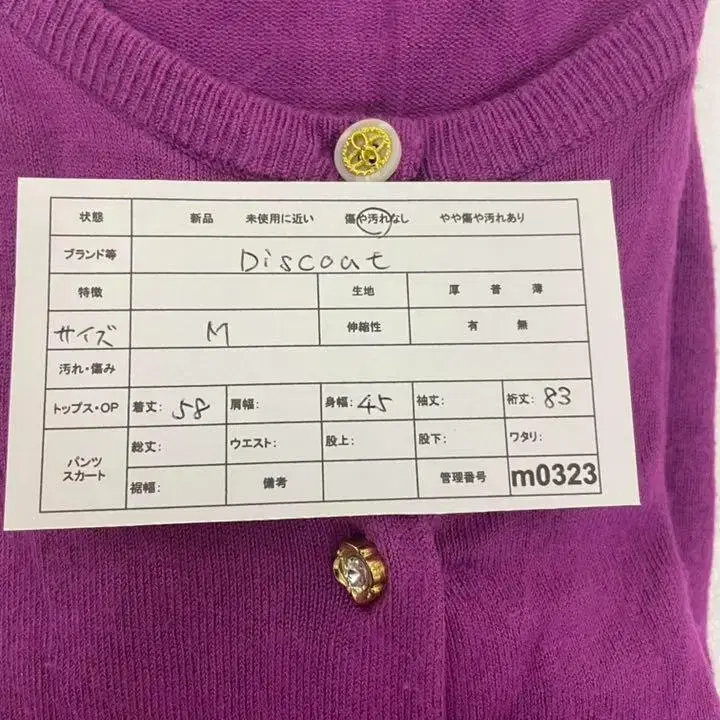 状態 新品 未使用に近い 傷や汚れなし やや傷や汚れあり
ブランド等 Discoat
特徴 生地 厚 普 薄
サイズ M 伸縮性 有 無
汚れ・傷み
トップス・OP 着丈: 58 肩幅: 身幅: 45 袖丈: 裄丈: 83
パンツ スカート 総丈: ウエスト: 股上: 股下: ワタリ:
裾幅: 備考 管理番号 m0323